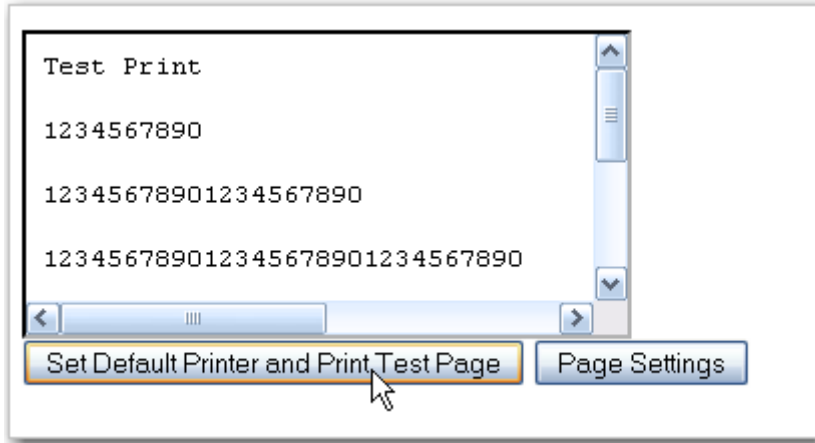 Test Print
1234567890
12345678901234567890
123456789012345678901234567890
Set Default Printer and Print Test Page
Page Settings